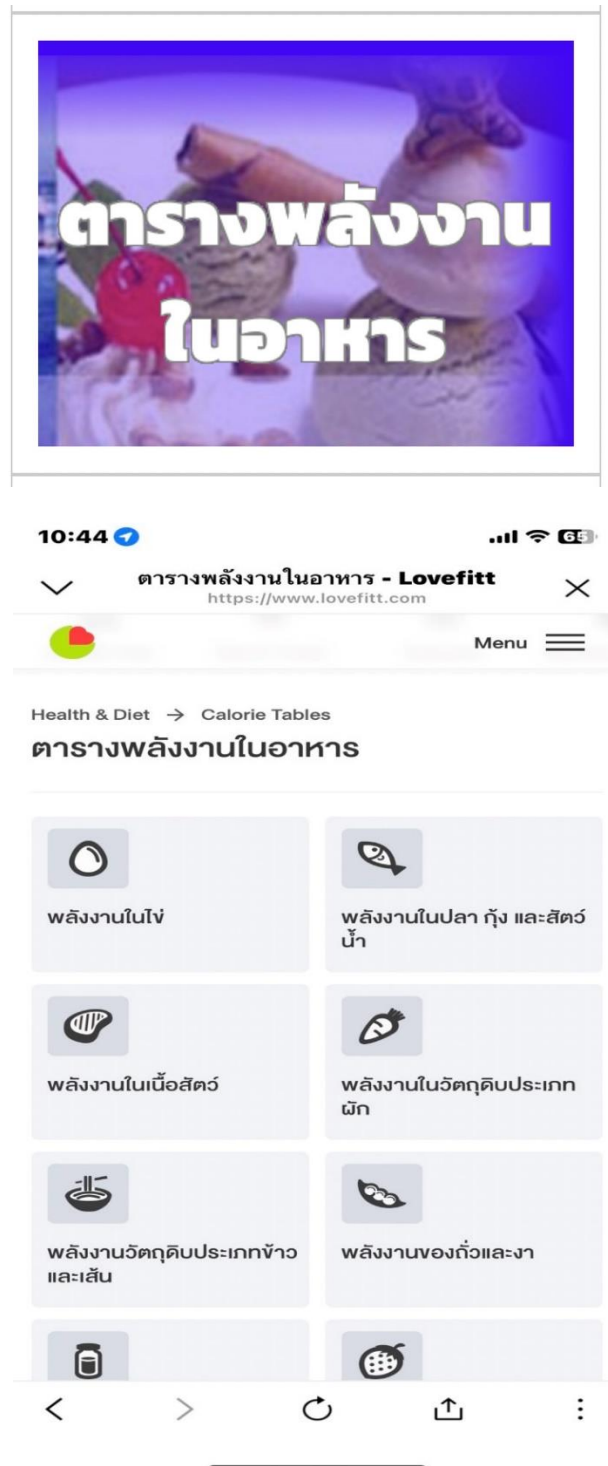 ตารางพลังงาน
ในอาหาร
10:44
65
ตารางพลังงานในอาหาร - Lovefitt
https://www.lovefitt.com
Menu
Health & Diet → Calorie Tables
ตารางพลังงานในอาหาร
พลังงานในไข่
พลังงานในปลา กุ้ง และสัตว์
น้ำ
พลังงานในเนื้อสัตว์
พลังงานในวัตถุดิบประเภท
ผัก
พลังงานวัตถุดิบประเภทข้าว
และเส้น
พลังงานของถั่วและงา